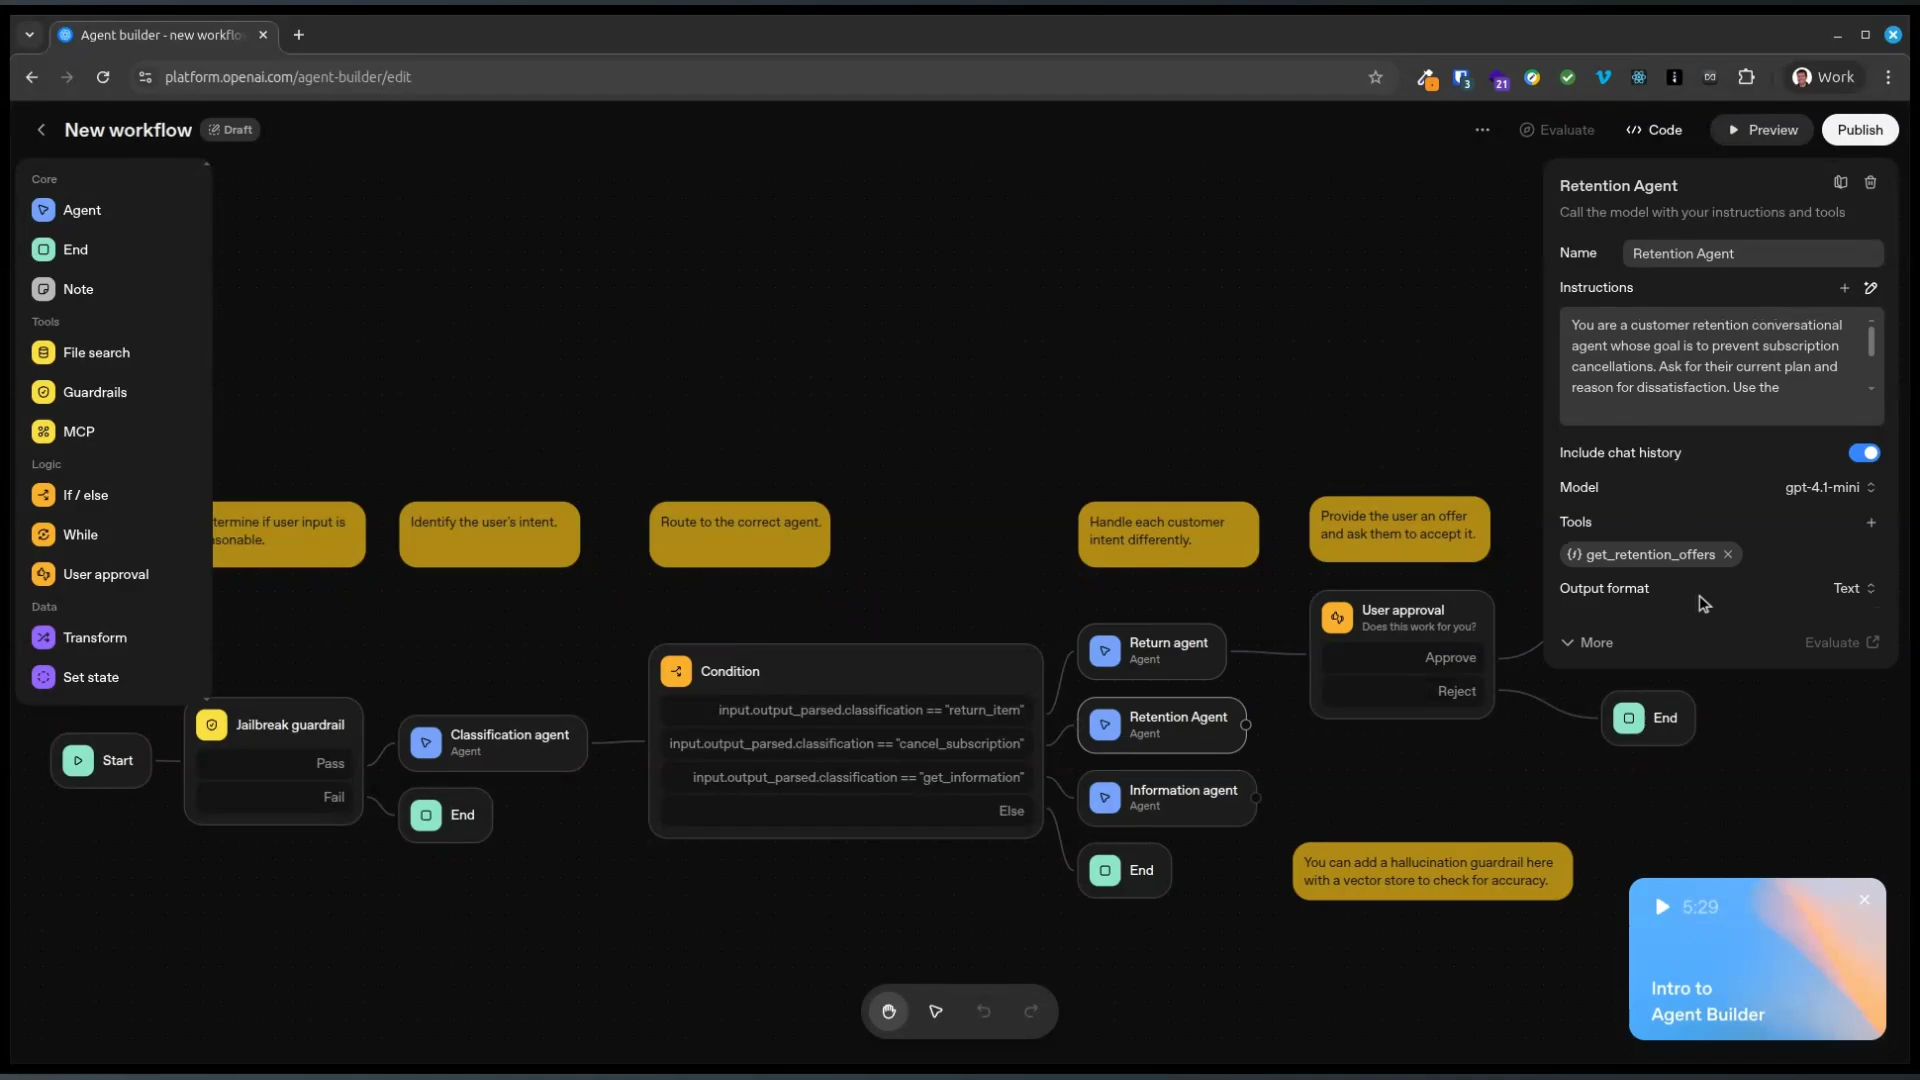 Agent builder - new workflo
platform.openai.com/agent-builder/edit
3
21
Work
New workflow
Draft
Evaluate
Code
Preview
Publish
Core
Agent
End
Note
Tools
File search
Guardrails
MCP
Logic
If / else
While
User approval
Data
Transform
Set state
termine if user input is
sonable.
Identify the user's intent.
Route to the correct agent.
Handle each customer
intent differently.
Provide the user an offer
and ask them to accept it.
Start
Jailbreak guardrail
Pass
Fail
Classification agent
Agent
End
Condition
input.output_parsed.classification == "return_item"
input.output_parsed.classification == "cancel_subscription"
input.output_parsed.classification == "get_information"
Else
Return agent
Agent
Retention Agent
Agent
Information agent
Agent
End
User approval
Does this work for you?
Approve
Reject
End
You can add a hallucination guardrail here
with a vector store to check for accuracy.
Retention Agent
Call the model with your instructions and tools
Name
Retention Agent
Instructions
You are a customer retention conversational
agent whose goal is to prevent subscription
cancellations. Ask for their current plan and
reason for dissatisfaction. Use the
Include chat history
Model
gpt-4.1-mini
Tools
get_retention_offers
Output format
Text
More
Evaluate
5:29
Intro to
Agent Builder